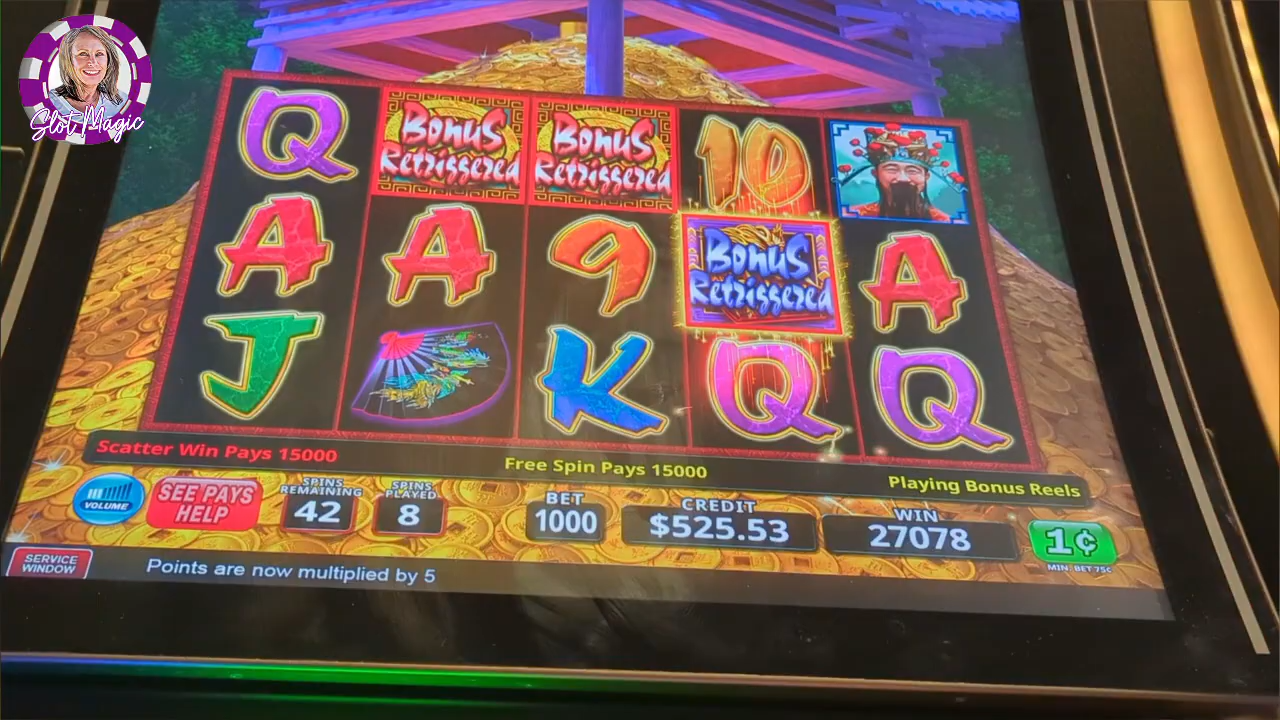 Slot Magic
Q
Bonus
Retriggered
Bonus
Retriggered
10
A
A
9
Bonus
Retriggered
A
J
K
Q
Q
Scatter Win Pays 15000
Free Spin Pays 15000
Playing Bonus Reels
VOLUME
SEE PAYS
HELP
SPINS
REMAINING
42
SPINS
PLAYED
8
BET
1000
CREDIT
$525.53
WIN
27078
1¢
MIN. BET 75¢
SERVICE
WINDOW
Points are now multiplied by 5